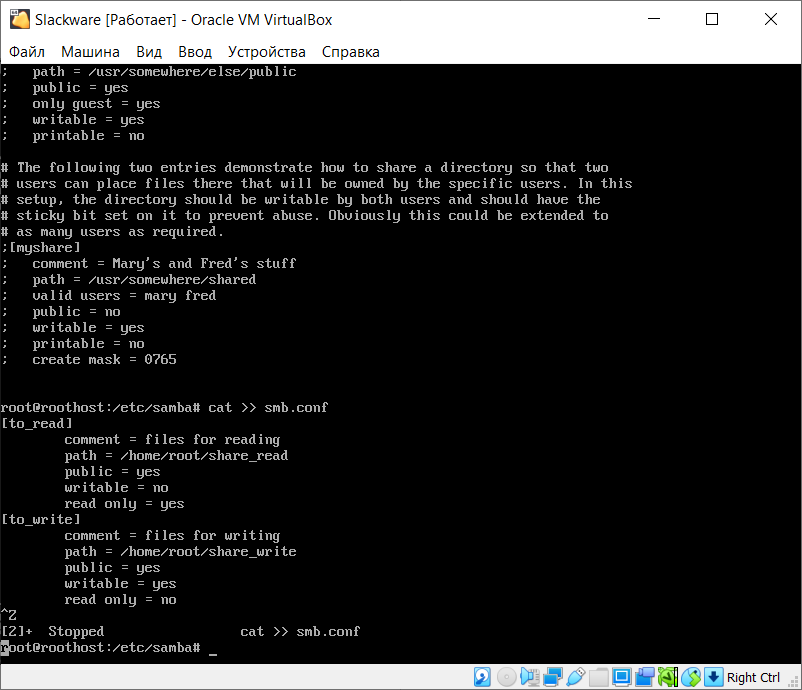 Slackware [Работает] - Oracle VM VirtualBox
Файл Машина Вид Ввод Устройства Справка
;   path = /usr/somewhere/else/public
;   public = yes
;   only guest = yes
;   writable = yes
;   printable = no
# The following two entries demonstrate how to share a directory so that two
# users can place files there that will be owned by the specific users. In this
# setup, the directory should be writable by both users and should have the
# sticky bit set on it to prevent abuse. Obviously this could be extended to
# as many users as required.
;[myshare]
;   comment = Mary's and Fred's stuff
;   path = /usr/somewhere/shared
;   valid users = mary fred
;   public = no
;   writable = yes
;   printable = no
;   create mask = 0765
root@roothost:/etc/samba# cat >> smb.conf
[to_read]
        comment = files for reading
        path = /home/root/share_read
        public = yes
        writable = no
        read only = yes
[to_write]
        comment = files for writing
        path = /home/root/share_write
        public = yes
        writable = yes
        read only = no
^Z
[2]+  Stopped                 cat >> smb.conf
root@roothost:/etc/samba# _
Right Ctrl